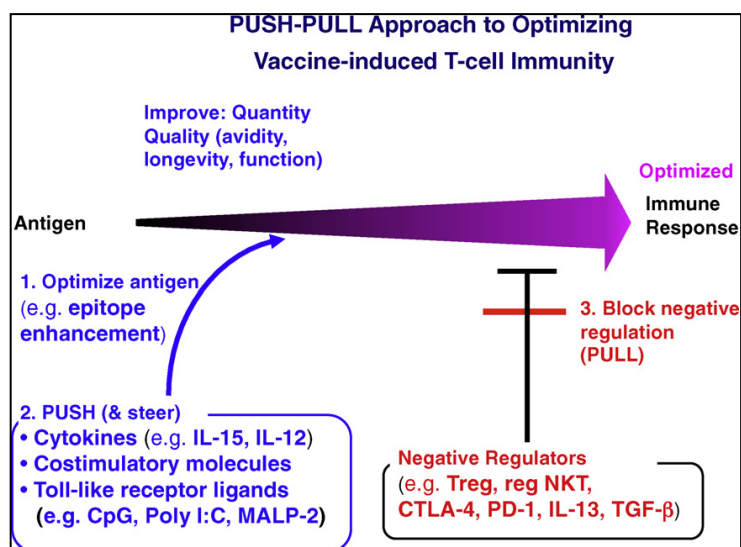 PUSH-PULL Approach to Optimizing
Vaccine-induced T-cell Immunity
Improve: Quantity
Quality (avidity,
longevity, function)
Optimized
Immune
Response
Antigen
1. Optimize antigen
(e.g. epitope
enhancement)
3. Block negative
regulation
(PULL)
2. PUSH (& steer)
• Cytokines (e.g. IL-15, IL-12)
• Costimulatory molecules
• Toll-like receptor ligands
(e.g. CpG, Poly I:C, MALP-2)
Negative Regulators
(e.g. Treg, reg NKT,
CTLA-4, PD-1, IL-13, TGF-β)